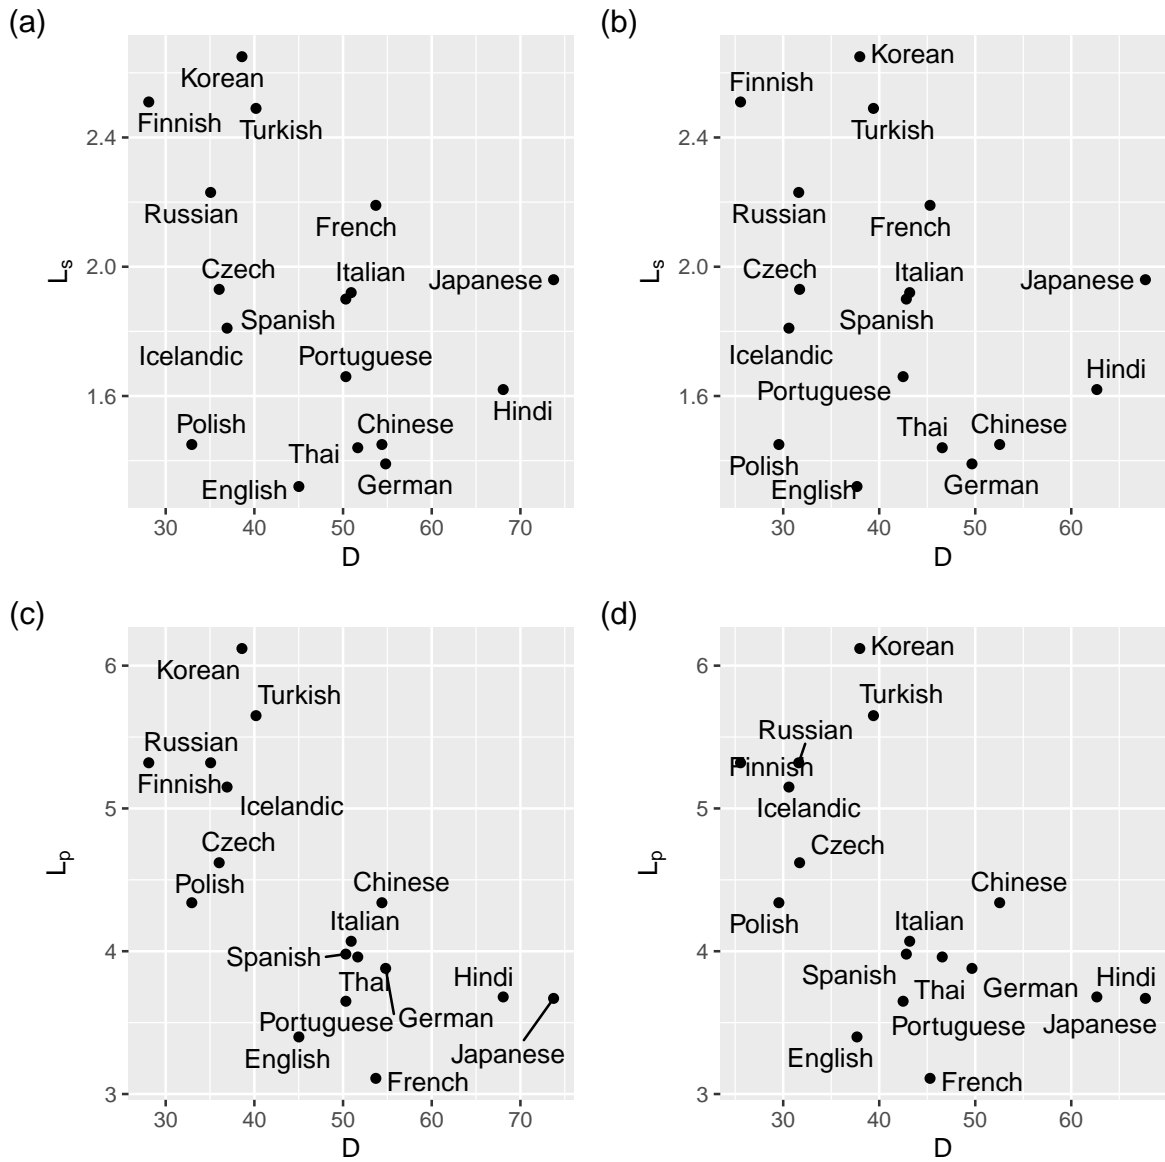 (a)
Korean
Finnish
Turkish
2.4
Russian
French
Czech
Italian
Japanese
2.0
Spanish
Icelandic
Portuguese
1.6
Hindi
Polish
Chinese
Thai
English
German
Ls
30 40 50 60 70
D
(b)
Korean
Finnish
Turkish
2.4
Russian
French
Czech
Italian
Japanese
2.0
Spanish
Icelandic
Hindi
Portuguese
1.6
Thai
Chinese
Polish
English
German
Ls
30 40 50 60
D
(c)
6
Korean
Turkish
Russian
Finnish
Icelandic
5
Czech
Polish
Chinese
Italian
4
Spanish
Thai
Hindi
Portuguese
German
English
Japanese
French
3
Lp
30 40 50 60 70
D
(d)
6
Korean
Turkish
Russian
Finnish
Icelandic
5
Czech
Chinese
Polish
Italian
4
Spanish
Thai
German
Hindi
Portuguese
Japanese
English
French
3
Lp
30 40 50 60
D